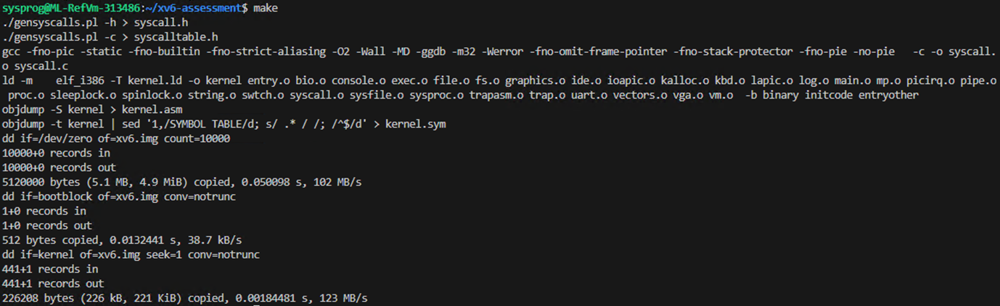 sysprog@ML-RefVm-313486:~/xv6-assessment$ make
./gensyscalls.pl -h > syscall.h
./gensyscalls.pl -c > syscalltable.h
gcc -fno-pic -static -fno-builtin -fno-strict-aliasing -O2 -Wall -MD -ggdb -m32 -Werror -fno-omit-frame-pointer -fno-stack-protector -fno-pie -no-pie   -c -o syscall.
o syscall.c
ld -m    elf_i386 -T kernel.ld -o kernel entry.o bio.o console.o exec.o file.o fs.o graphics.o ide.o ioapic.o kalloc.o kbd.o lapic.o log.o main.o mp.o picirq.o pipe.o
 proc.o sleeplock.o spinlock.o string.o swtch.o syscall.o sysfile.o sysproc.o trapasm.o trap.o uart.o vectors.o vga.o vm.o  -b binary initcode entryother
objdump -S kernel > kernel.asm
objdump -t kernel | sed '1,/SYMBOL TABLE/d; s/ .* / /; /^$/d' > kernel.sym
dd if=/dev/zero of=xv6.img count=10000
10000+0 records in
10000+0 records out
5120000 bytes (5.1 MB, 4.9 MiB) copied, 0.050098 s, 102 MB/s
dd if=bootblock of=xv6.img conv=notrunc
1+0 records in
1+0 records out
512 bytes copied, 0.0132441 s, 38.7 kB/s
dd if=kernel of=xv6.img seek=1 conv=notrunc
441+1 records in
441+1 records out
226208 bytes (226 kB, 221 KiB) copied, 0.00184481 s, 123 MB/s